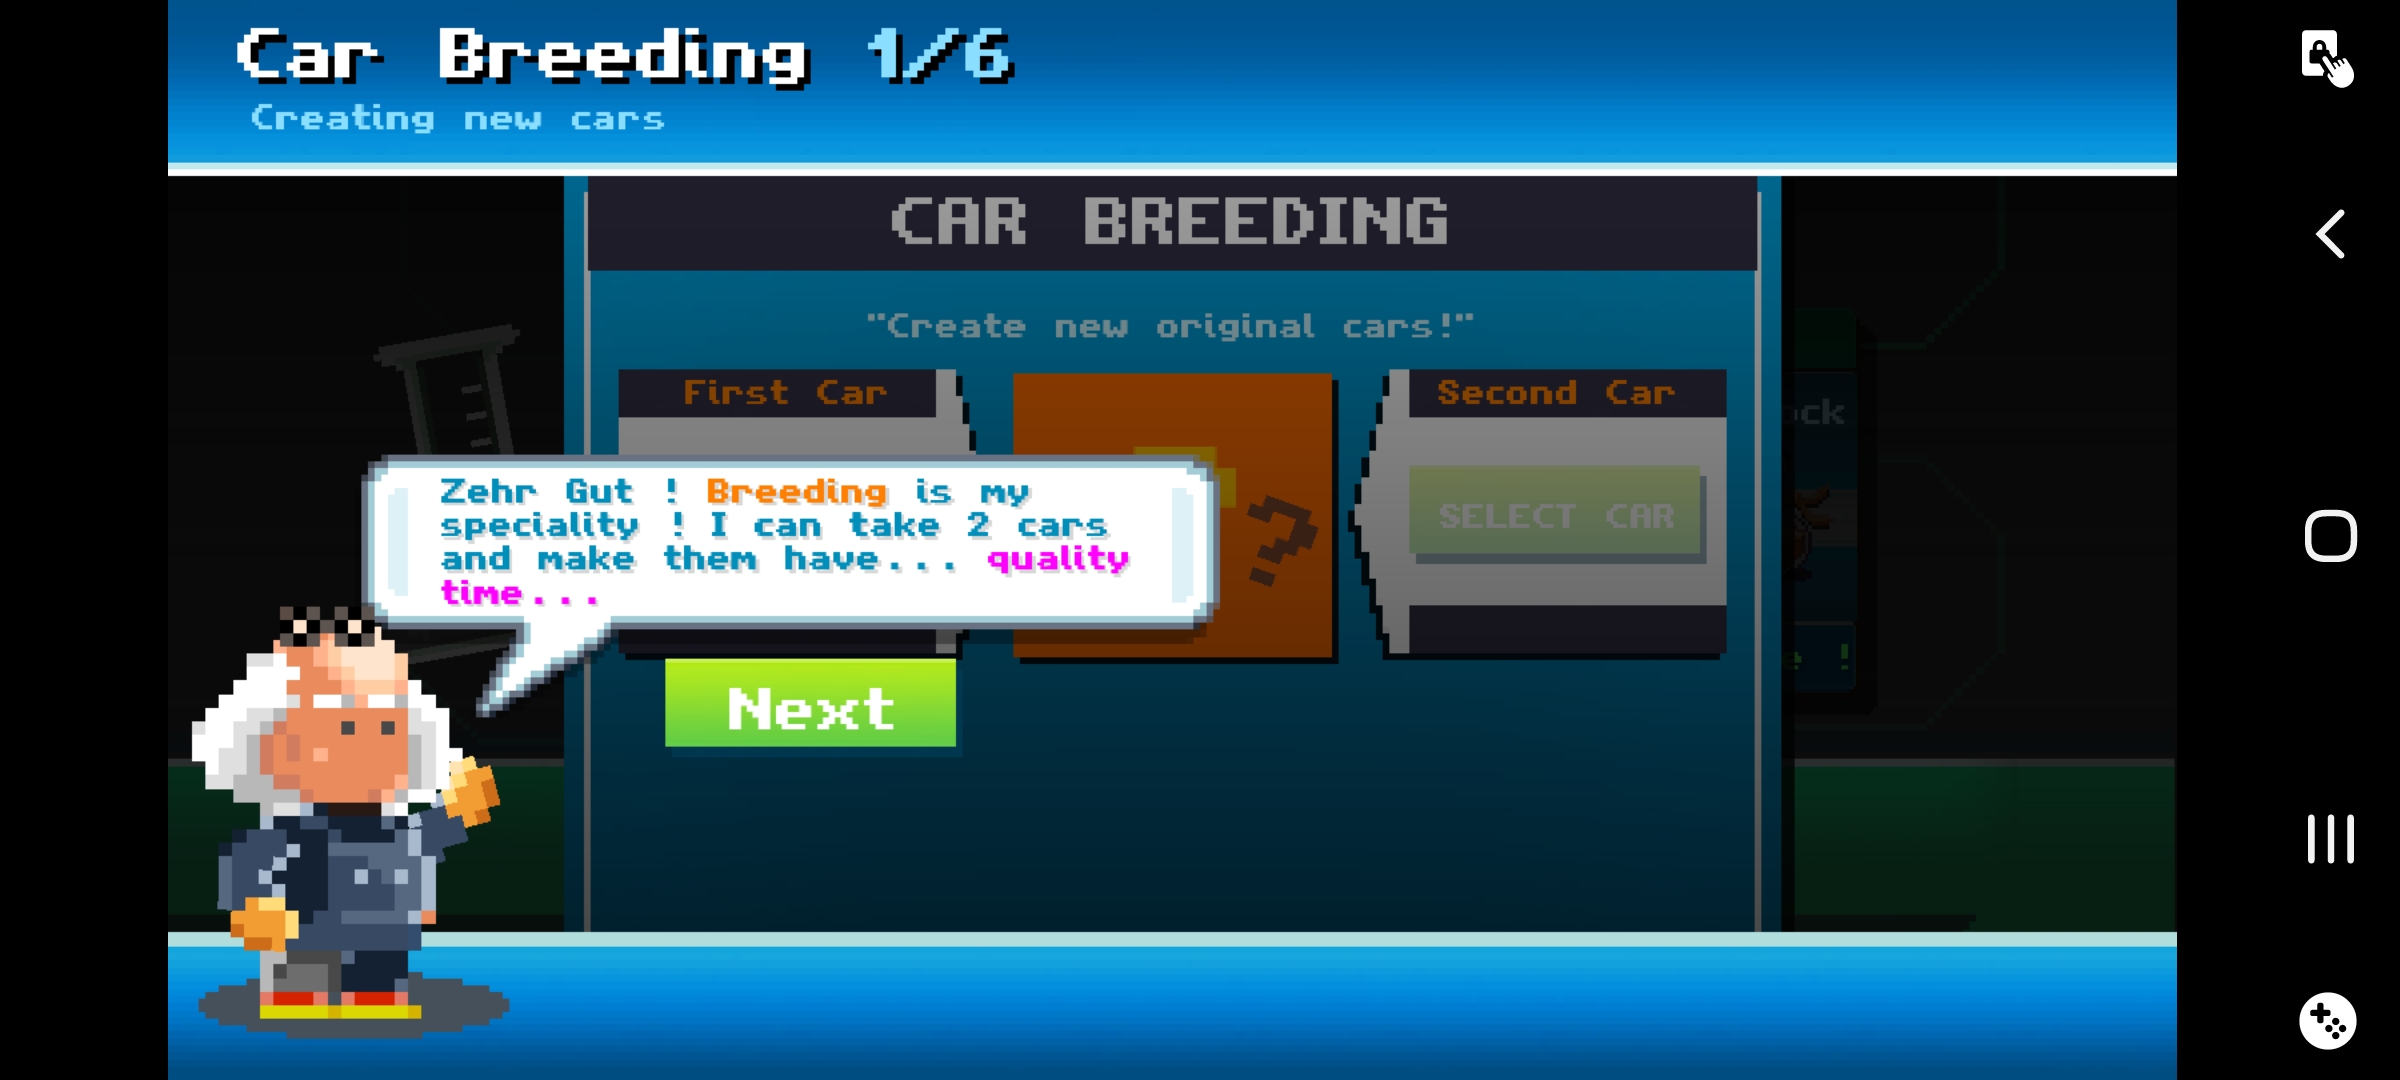 Car Breeding 1/6
Creating new cars
CAR BREEDING
"Create new original cars!"
First Car
Second Car
ock
SELECT CAR
?
Zehr Gut ! Breeding is my
speciality ! I can take 2 cars
and make them have... quality
time...
e !
Next